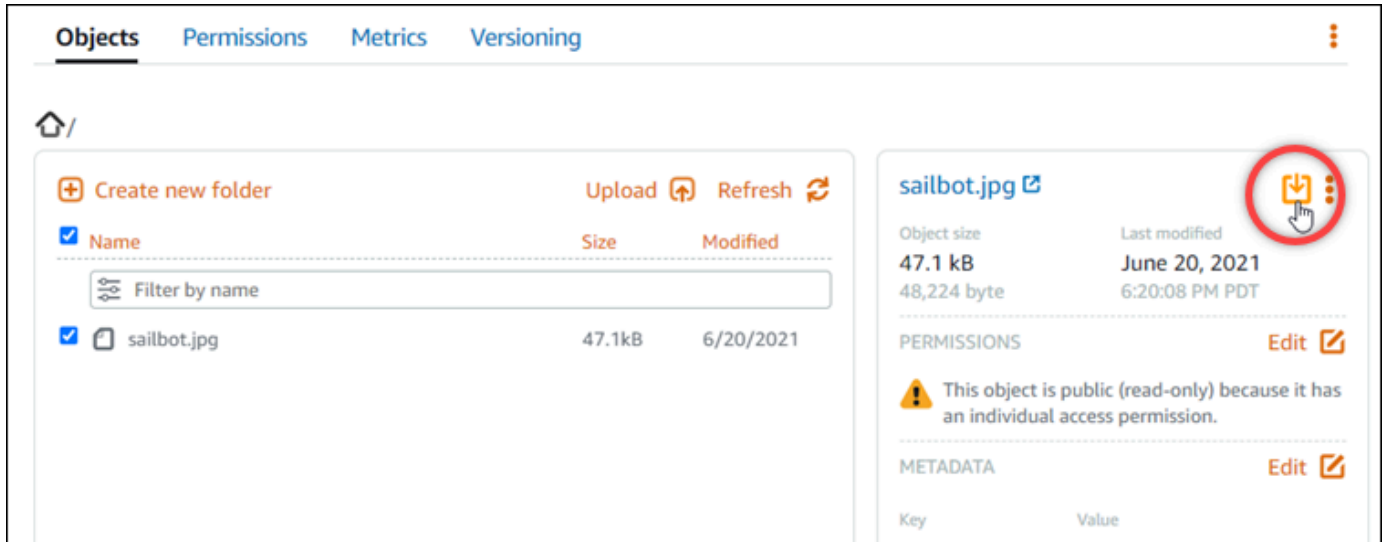 Objects Permissions Metrics Versioning
/
Create new folder Upload Refresh
Name Size Modified
Filter by name
sailbot.jpg 47.1kB 6/20/2021
sailbot.jpg
Object size Last modified
47.1 kB June 20, 2021
48,224 byte 6:20:08 PM PDT
PERMISSIONS Edit
This object is public (read-only) because it has
an individual access permission.
METADATA Edit
Key Value